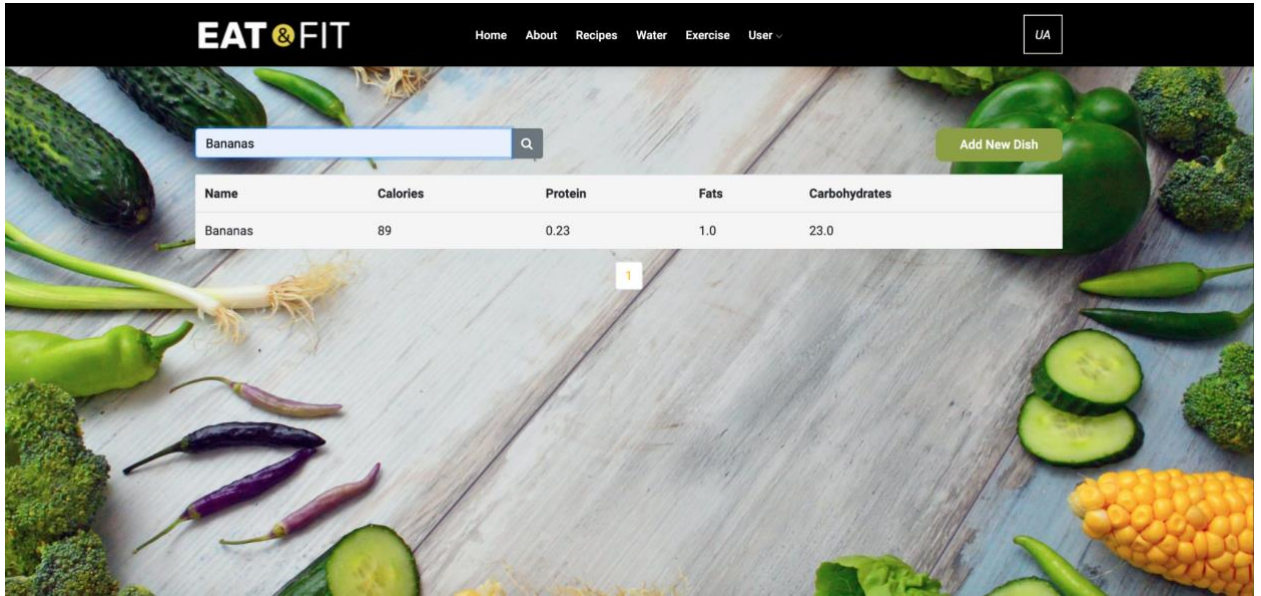 EAT & FIT
Home About Recipes Water Exercise User
UA
Bananas
Add New Dish
Name Calories Protein Fats Carbohydrates
Bananas 89 0.23 1.0 23.0
1